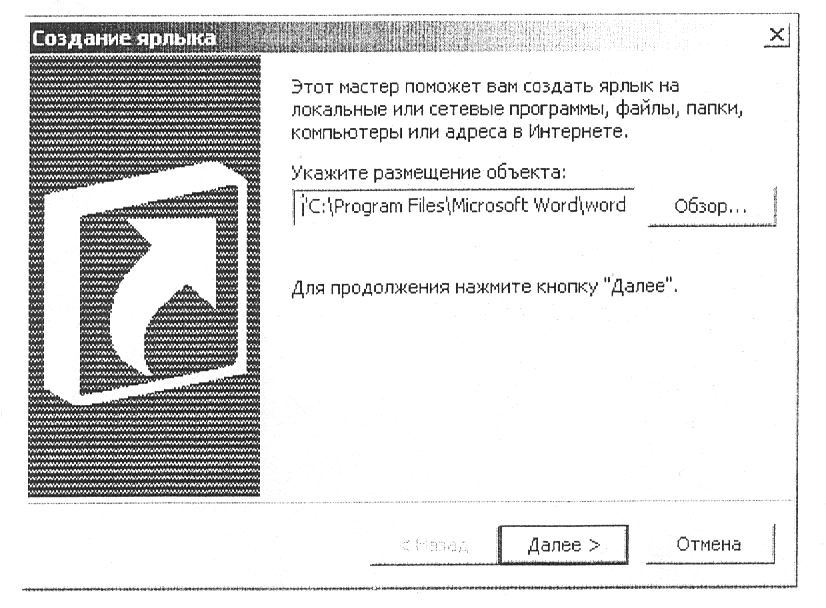 Создание ярлыка
Этот мастер поможет вам создать ярлык на
локальные или сетевые программы, файлы, папки,
компьютеры или адреса в Интернете.
Укажите размещение объекта:
"C:\Program Files\Microsoft Word\word
Обзор...
Для продолжения нажмите кнопку "Далее".
< Назад
Далее >
Отмена